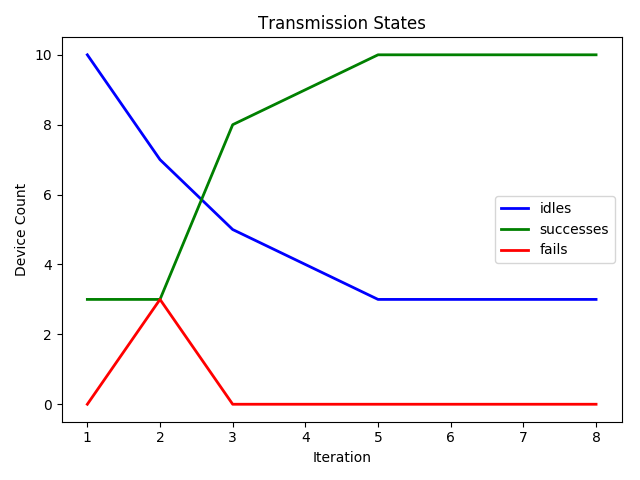 Transmission States
Device Count
10
8
6
4
2
0
idles
successes
fails
1 2 3 4 5 6 7 8
Iteration